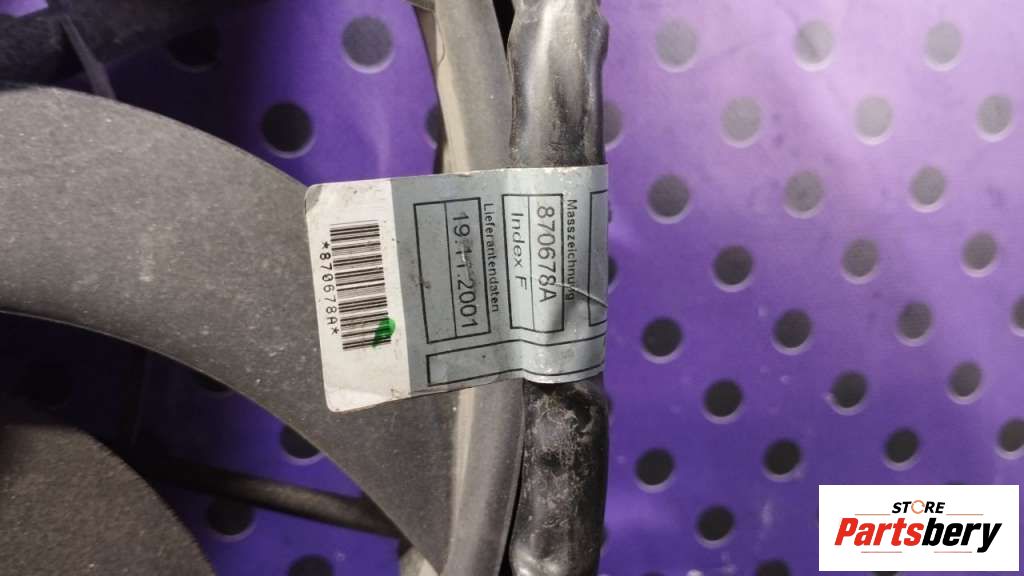 Masszeichnung
870678A
Index F
Lieferantendaten
19.11.2001
*870678A*
STORE
Partsbery